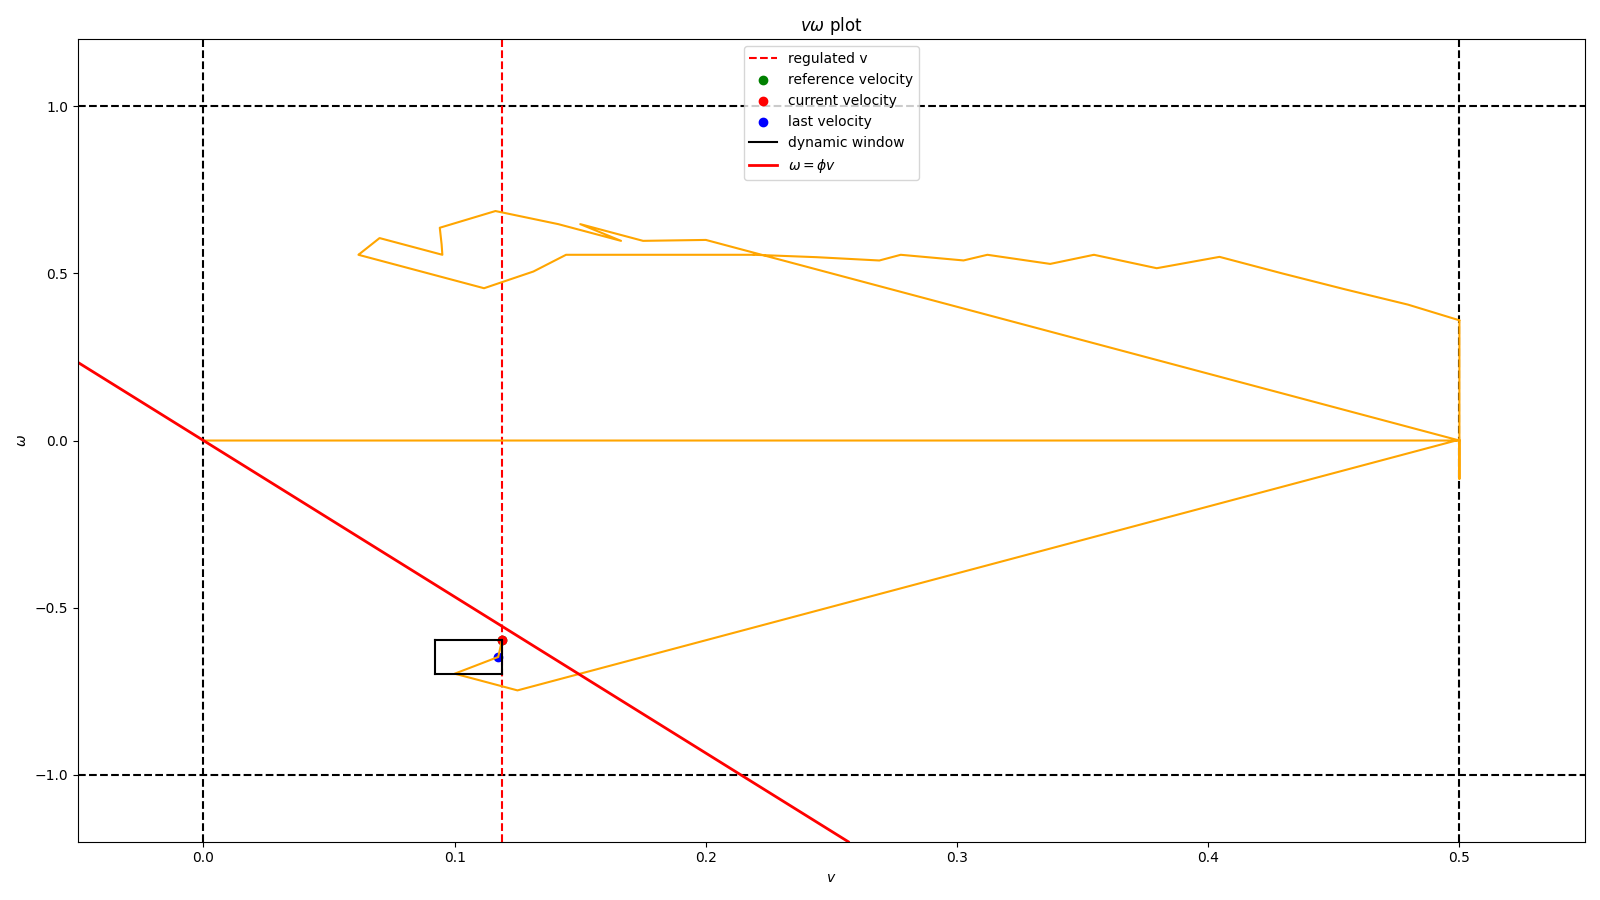 vω plot
regulated v
reference velocity
current velocity
last velocity
dynamic window
ω = ϕv
1.0
0.5
0.0
−0.5
−1.0
ω
0.0 0.1 0.2 0.3 0.4 0.5
v